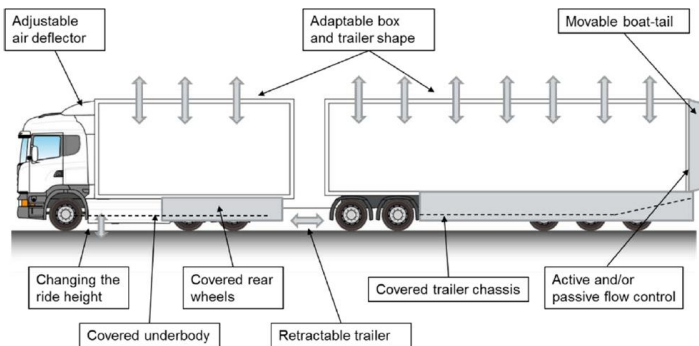 Adjustable
air deflector
Adaptable box
and trailer shape
Movable boat-tail
Changing the
ride height
Covered rear
wheels
Covered trailer chassis
Active and/or
passive flow control
Covered underbody
Retractable trailer